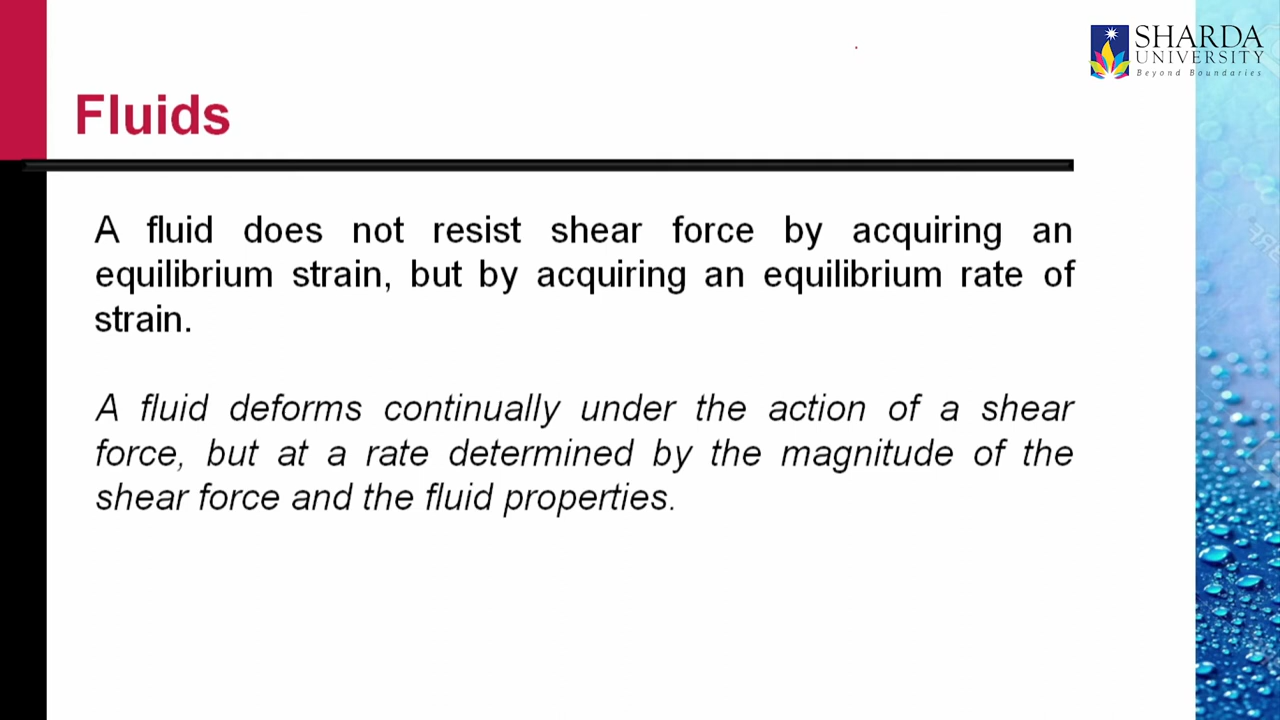 SHARDA
UNIVERSITY
Beyond Boundaries
Fluids
A fluid does not resist shear force by acquiring an
equilibrium strain, but by acquiring an equilibrium rate of
strain.
A fluid deforms continually under the action of a shear
force, but at a rate determined by the magnitude of the
shear force and the fluid properties.